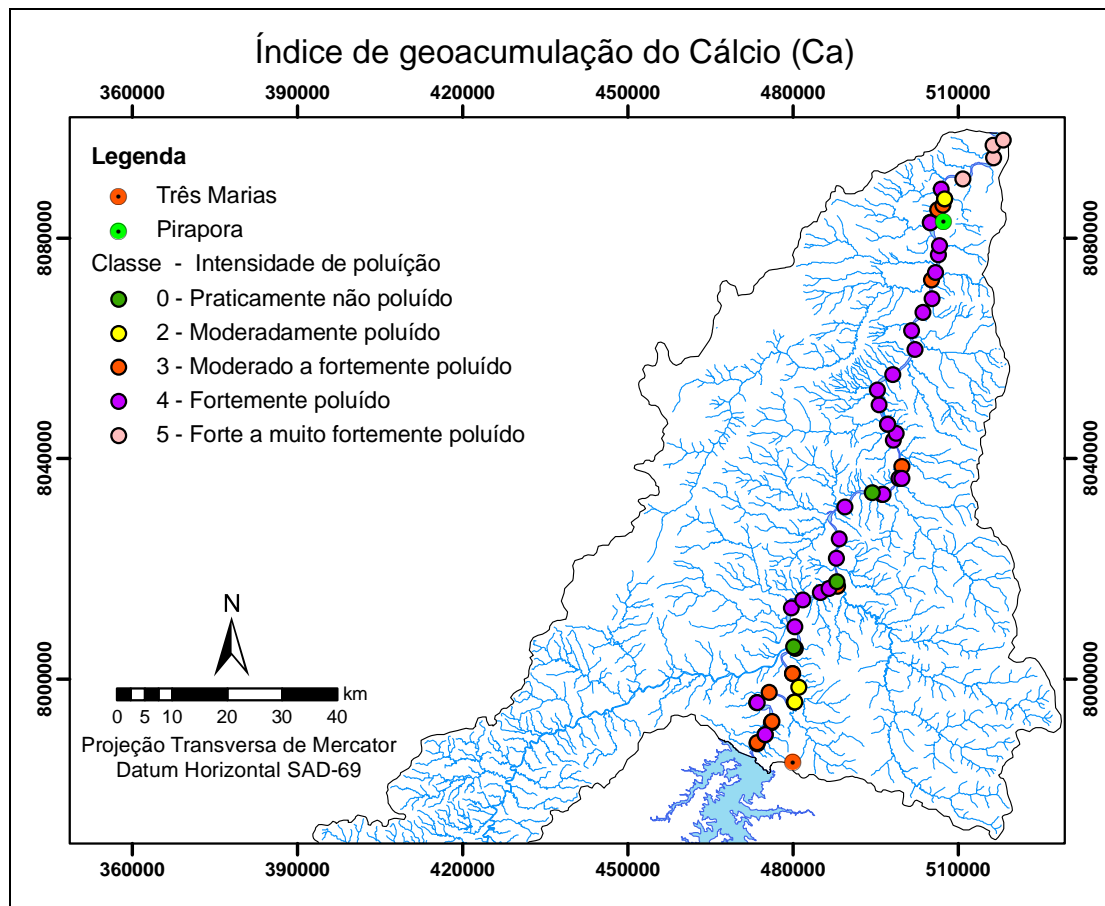 Índice de geoacumulação do Cálcio (Ca)
360000 390000 420000 450000 480000 510000
Legenda
Três Marias
Pirapora
Classe - Intensidade de poluíção
0 - Praticamente não poluído
2 - Moderadamente poluído
3 - Moderado a fortemente poluído
4 - Fortemente poluído
5 - Forte a muito fortemente poluído
8080000 8080000
8040000 8040000
8000000 8000000
N
km
0 5 10 20 30 40
Projeção Transversa de Mercator
Datum Horizontal SAD-69
360000 390000 420000 450000 480000 510000